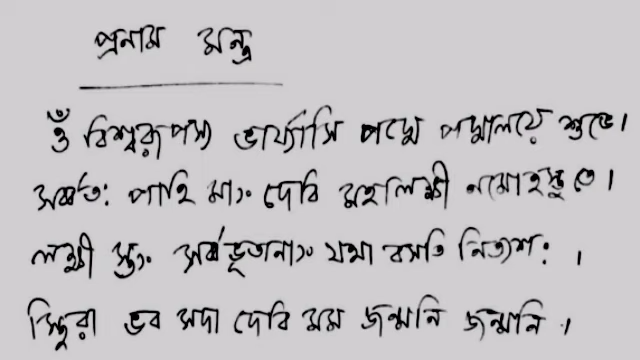 প্রনাম মন্ত্র
ওঁ বিশ্বরূপস্য ভার্য্যাসি পদ্মে পদ্মালয়ে শুভে।
সর্ব্বতঃ পাহি মাং দেবি মহালক্ষ্মী নমোহস্তুতে।
লক্ষ্মী স্ত্বং সর্ব্বভূতানাং যথা বসতি নিত্যশঃ ।
স্থিরা ভব সদা দেবি মম জন্মনি জন্মনি ।